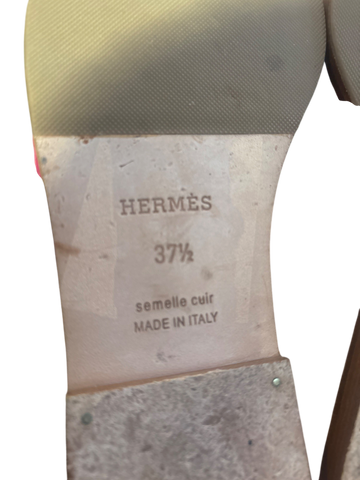 HERMÈS
37½
semelle cuir
MADE IN ITALY